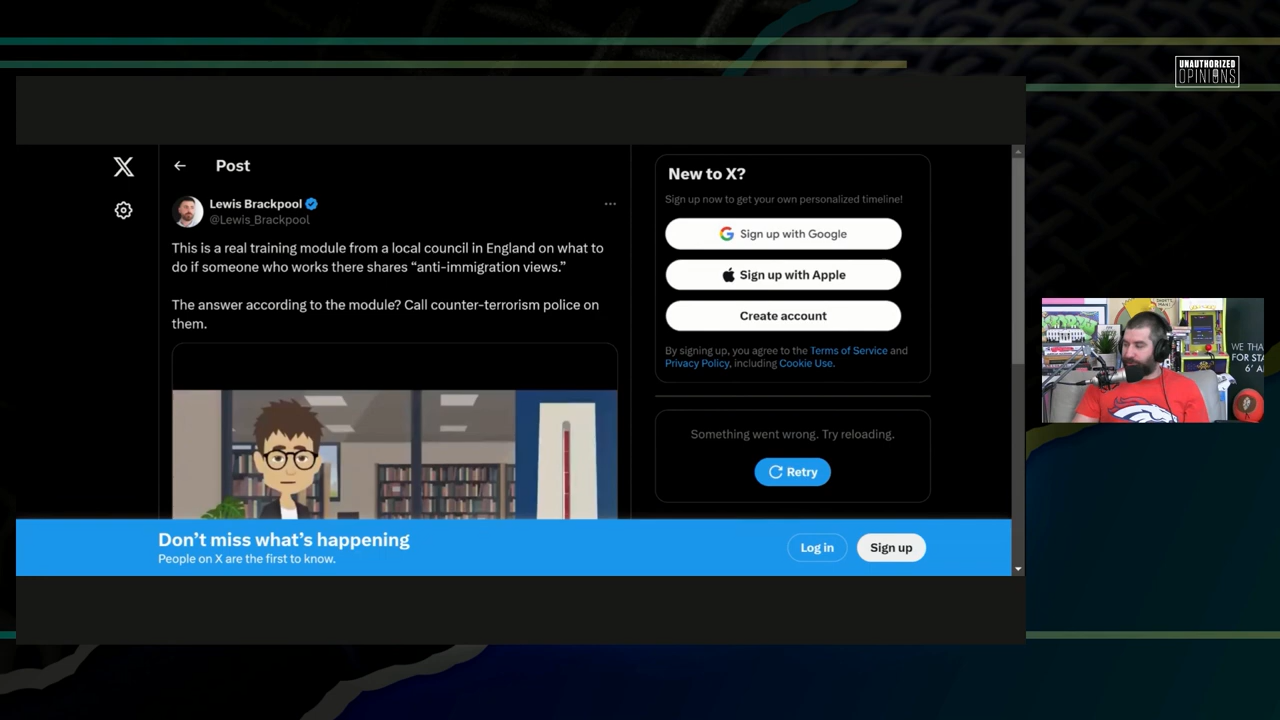 UNAUTHORIZED
OPINIONS
Post
Lewis Brackpool
@Lewis_Brackpool
This is a real training module from a local council in England on what to
do if someone who works there shares “anti-immigration views.”
The answer according to the module? Call counter-terrorism police on
them.
New to X?
Sign up now to get your own personalized timeline!
Sign up with Google
Sign up with Apple
Create account
By signing up, you agree to the Terms of Service and
Privacy Policy, including Cookie Use.
Something went wrong. Try reloading.
Retry
Don’t miss what’s happening
People on X are the first to know.
Log in
Sign up
WE THA
FOR STA
6' A